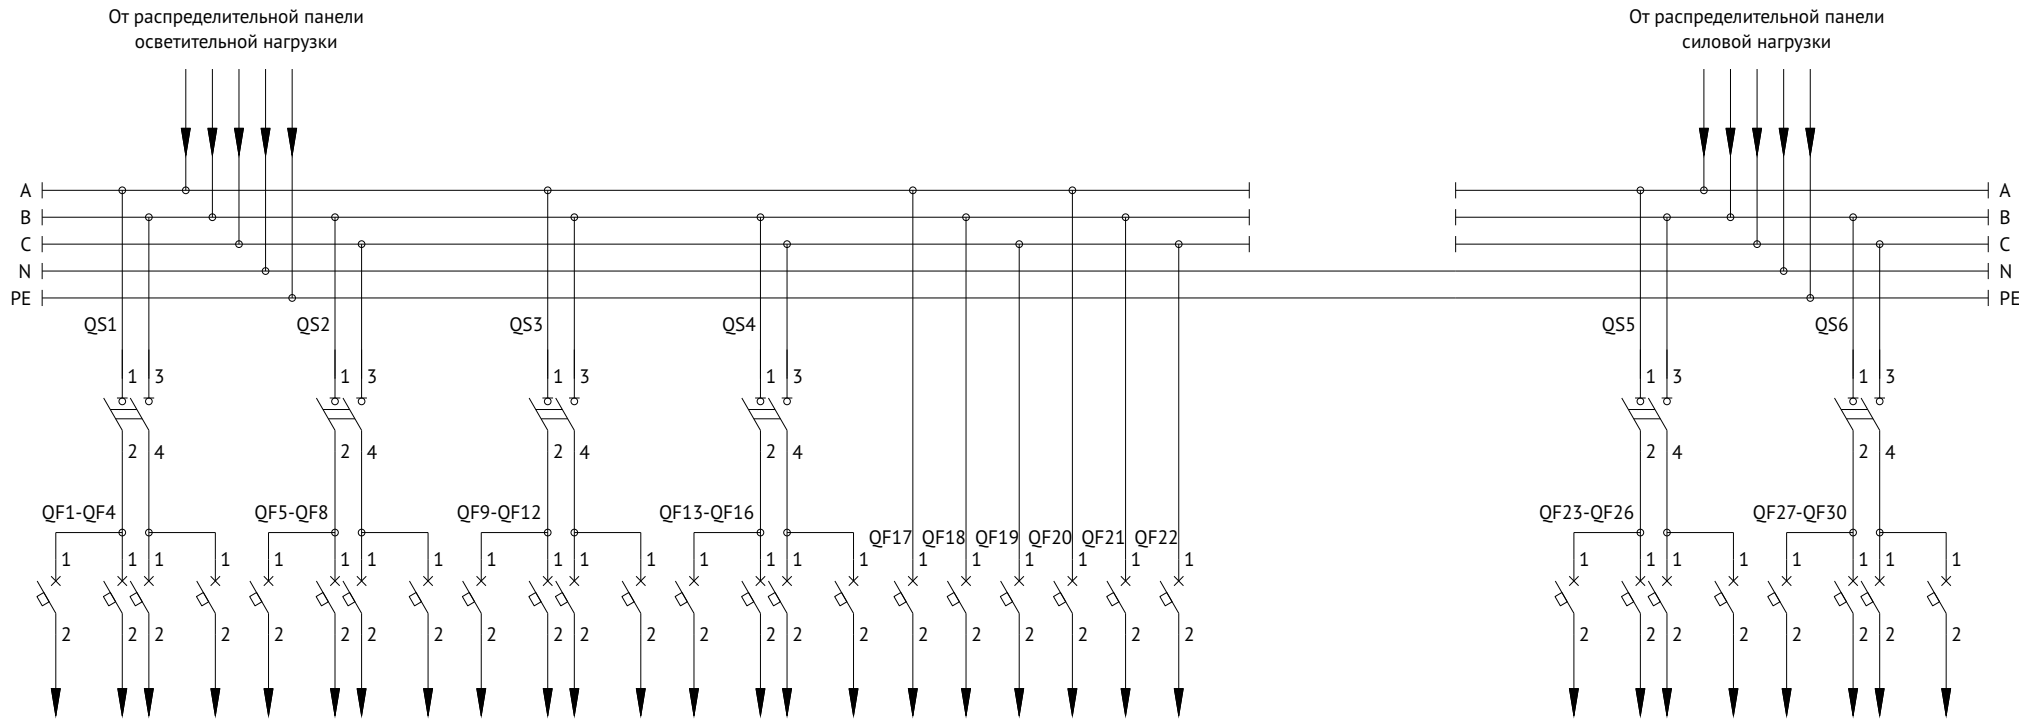 От распределительной панели
осветительной нагрузки
От распределительной панели
силовой нагрузки
A A
B B
C C
N N
PE PE
QS1 QS2 QS3 QS4 QS5 QS6
1 3 1 3 1 3 1 3 1 3 1 3
2 4 2 4 2 4 2 4 2 4 2 4
QF1-QF4 QF5-QF8 QF9-QF12 QF13-QF16 QF23-QF26 QF27-QF30
QF17 QF18 QF19 QF20 QF21 QF22
1 1 1 1 1 1 1 1 1 1 1 1 1 1 1 1 1 1 1 1 1 1 1 1 1 1 1 1 1 1
2 2 2 2 2 2 2 2 2 2 2 2 2 2 2 2 2 2 2 2 2 2 2 2 2 2 2 2 2 2